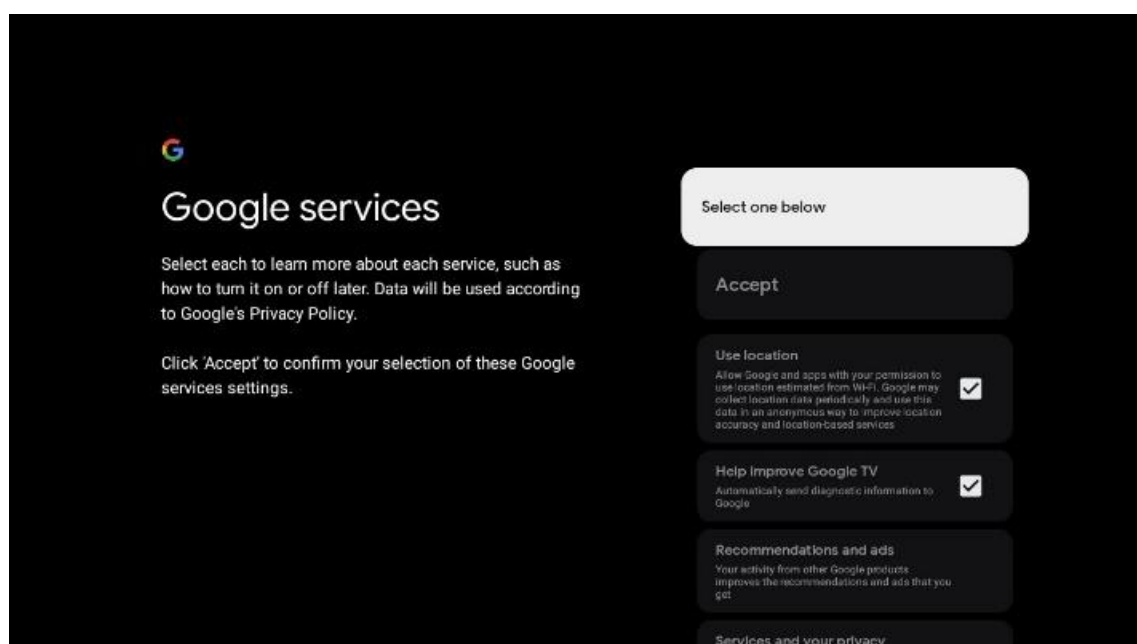 Google services
Select each to learn more about each service, such as
how to turn it on or off later. Data will be used according
to Google's Privacy Policy.
Click 'Accept' to confirm your selection of these Google
services settings.
Select one below
Accept
Use location
Allow Google and apps with your permission to
use location estimated from Wi-Fi. Google may
collect location data periodically and use this
data in an anonymous way to improve location
accuracy and location-based services
Help improve Google TV
Automatically send diagnostic information to
Google
Recommendations and ads
Your activity from other Google products
improves the recommendations and ads that you
get
Services and your privacy